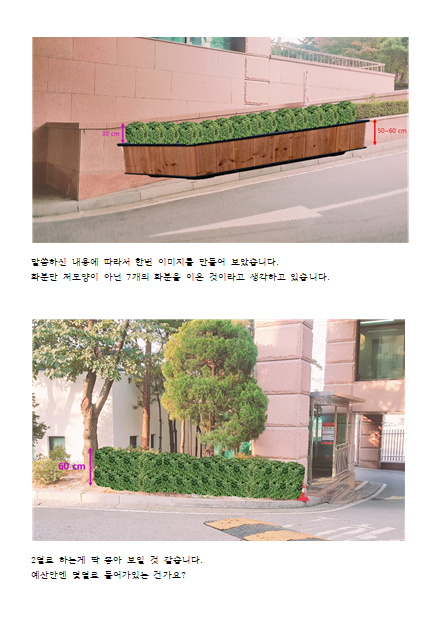 30 cm
50~60 cm
말씀하신 내용에 따라서 한번 이미지를 만들어 보았습니다.
화분만 저모양이 아닌 7개의 화분을 이은 것이라고 생각하고 있습니다.
60 cm
2열로 하는게 딱 좋아 보일 것 같습니다.
예산안엔 몇열로 들어가있는 건가요?